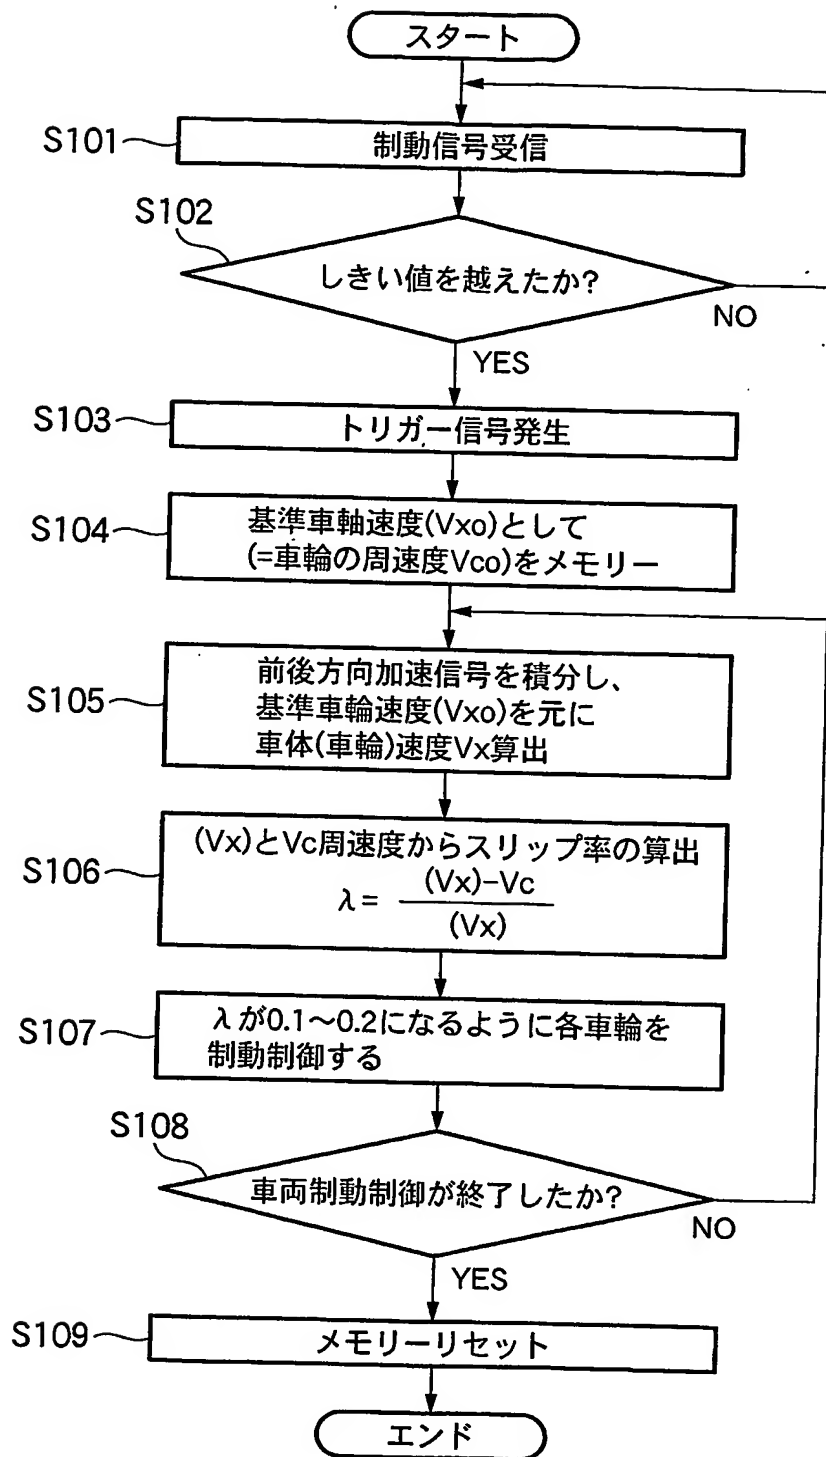 スタート
S101
制動信号受信
S102
しきい値を越えたか?
NO
YES
S103
トリガー信号発生
S104
基準車軸速度(Vxo)として
(=車輪の周速度Vco)をメモリー
S105
前後方向加速信号を積分し、
基準車輪速度(Vxo)を元に
車体(車輪)速度Vx算出
S106
(Vx)とVc周速度からスリップ率の算出
λ= (Vx)-Vc
(Vx)
S107
λが0.1〜0.2になるように各車輪を
制動制御する
S108
車両制動制御が終了したか?
NO
YES
S109
メモリーリセット
エンド